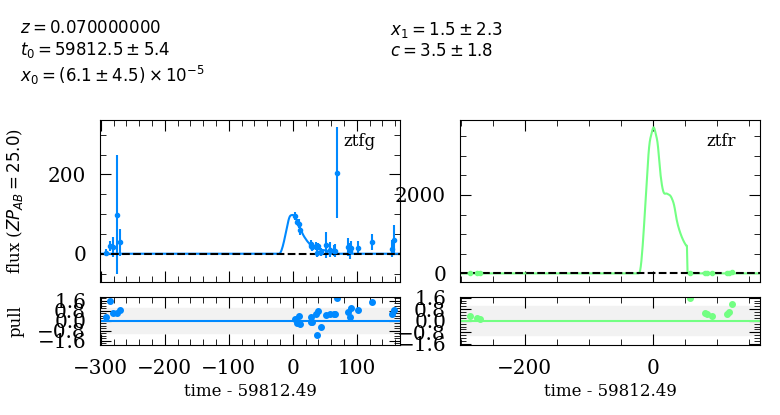 z = 0.070000000
t₀ = 59812.5 ± 5.4
x₀ = (6.1 ± 4.5) × 10⁻⁵
x₁ = 1.5 ± 2.3
c = 3.5 ± 1.8
flux (ZP_AB = 25.0)
200
0
ztfg
2000
0
ztfr
pull
1.6
0.8
0.0
−0.8
−1.6
−300 −200 −100 0 100
time - 59812.49
1.6
0.8
0.0
−0.8
−1.6
−200 0
time - 59812.49